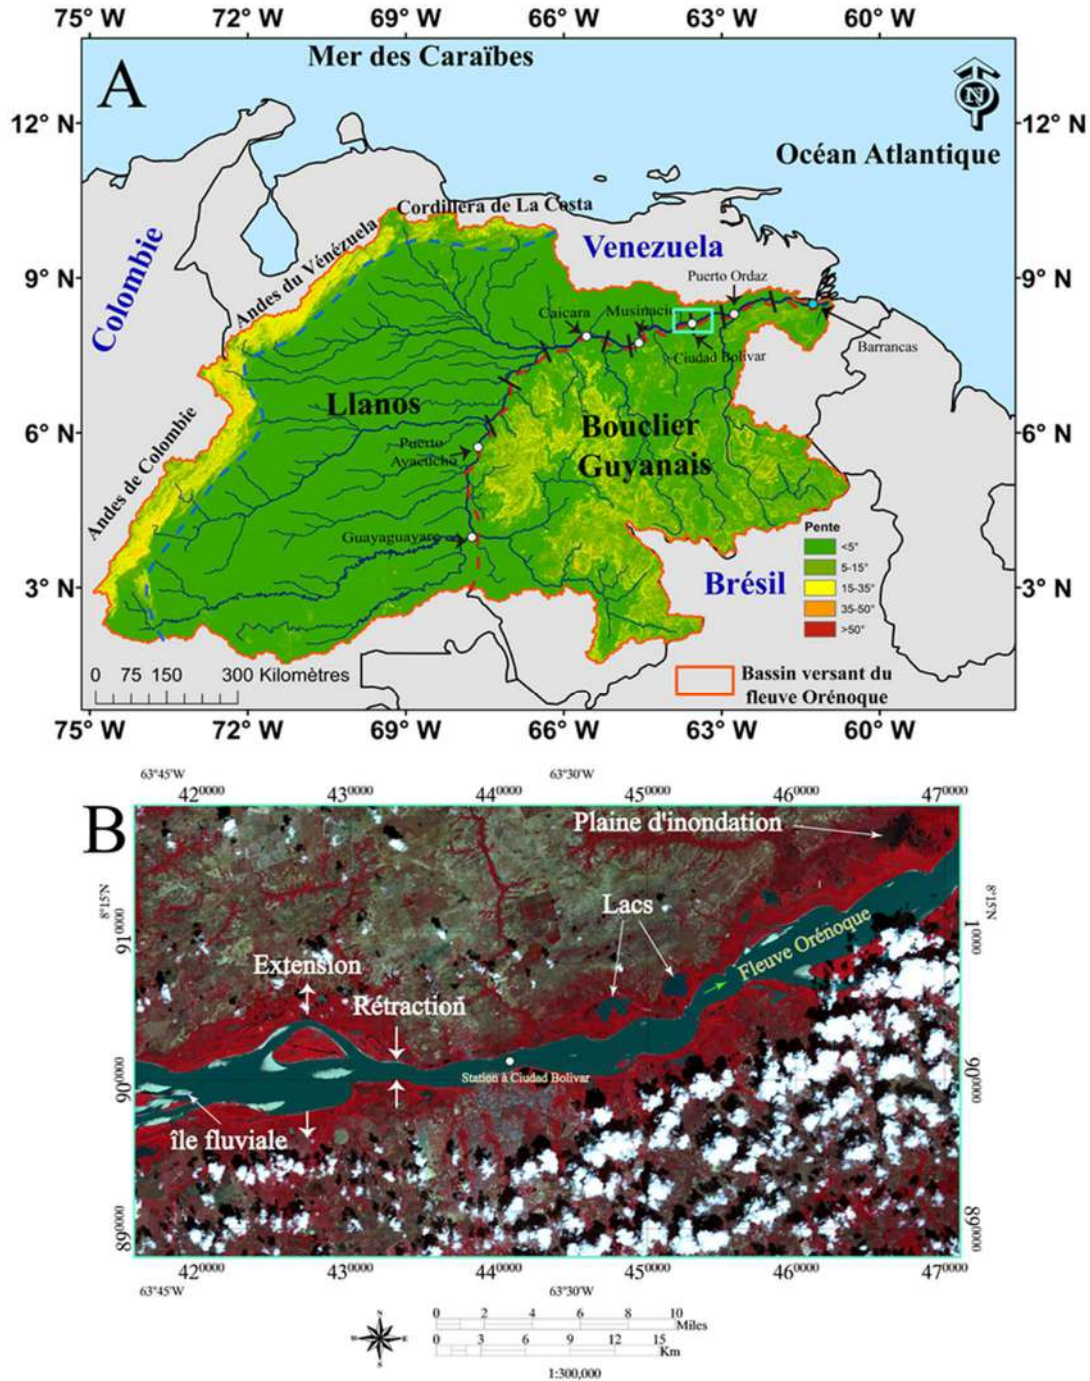 75° W 72° W 69° W 66° W 63° W 60° W
A
Mer des Caraïbes
N
12° N 12° N
Océan Atlantique
Cordillera de La Costa
Colombie
Andes du Vénézuela
Venezuela
9° N 9° N
Puerto Ordaz
Caicara
Ciudad Bolivar
Barrancas
Llanos
Bouclier
Guyanais
6° N 6° N
Puerto
Ayacucho
Andes de Colombie
Guayaguayare
Pente
<5°
5-15°
15-35°
35-50°
>50°
3° N 3° N
Brésil
0 75 150 300 Kilomètres
Bassin versant du
fleuve Orénoque
75° W 72° W 69° W 66° W 63° W 60° W
63°45'W 63°30'W
420000 430000 440000 450000 460000 470000
B
Plaine d'inondation
8°15'N 8°15'N
Lacs
910000
Fleuve Orénoque
Extension
Rétraction
Station à Ciudad Bolivar
900000 900000
île fluviale
890000 890000
420000 430000 440000 450000 460000 470000
63°45'W 63°30'W
N
W E
S
0 2 4 6 8 10
Miles
0 3 6 9 12 15
Km
1:300,000